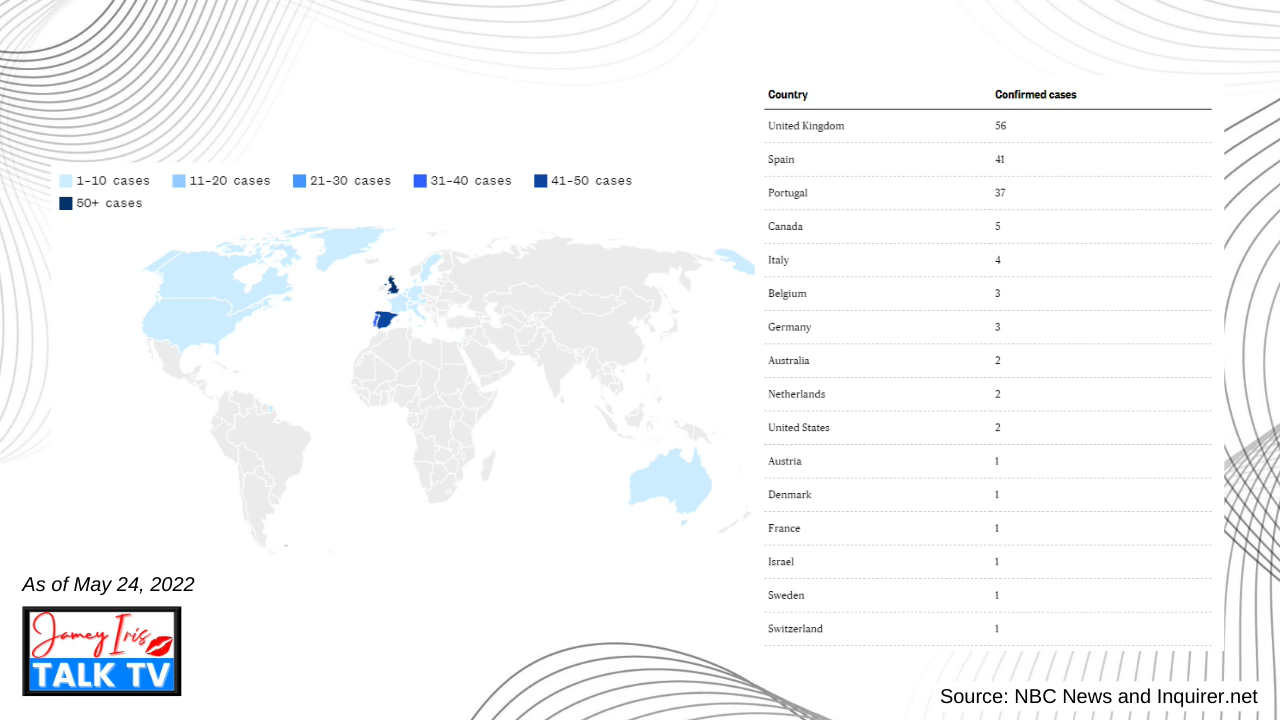 Country Confirmed cases
United Kingdom 56
Spain 41
Portugal 37
Canada 5
Italy 4
Belgium 3
Germany 3
Australia 2
Netherlands 2
United States 2
Austria 1
Denmark 1
France 1
Israel 1
Sweden 1
Switzerland 1
1-10 cases 11-20 cases 21-30 cases 31-40 cases 41-50 cases
50+ cases
As of May 24, 2022
Jamey Iris
TALK TV
Source: NBC News and Inquirer.net